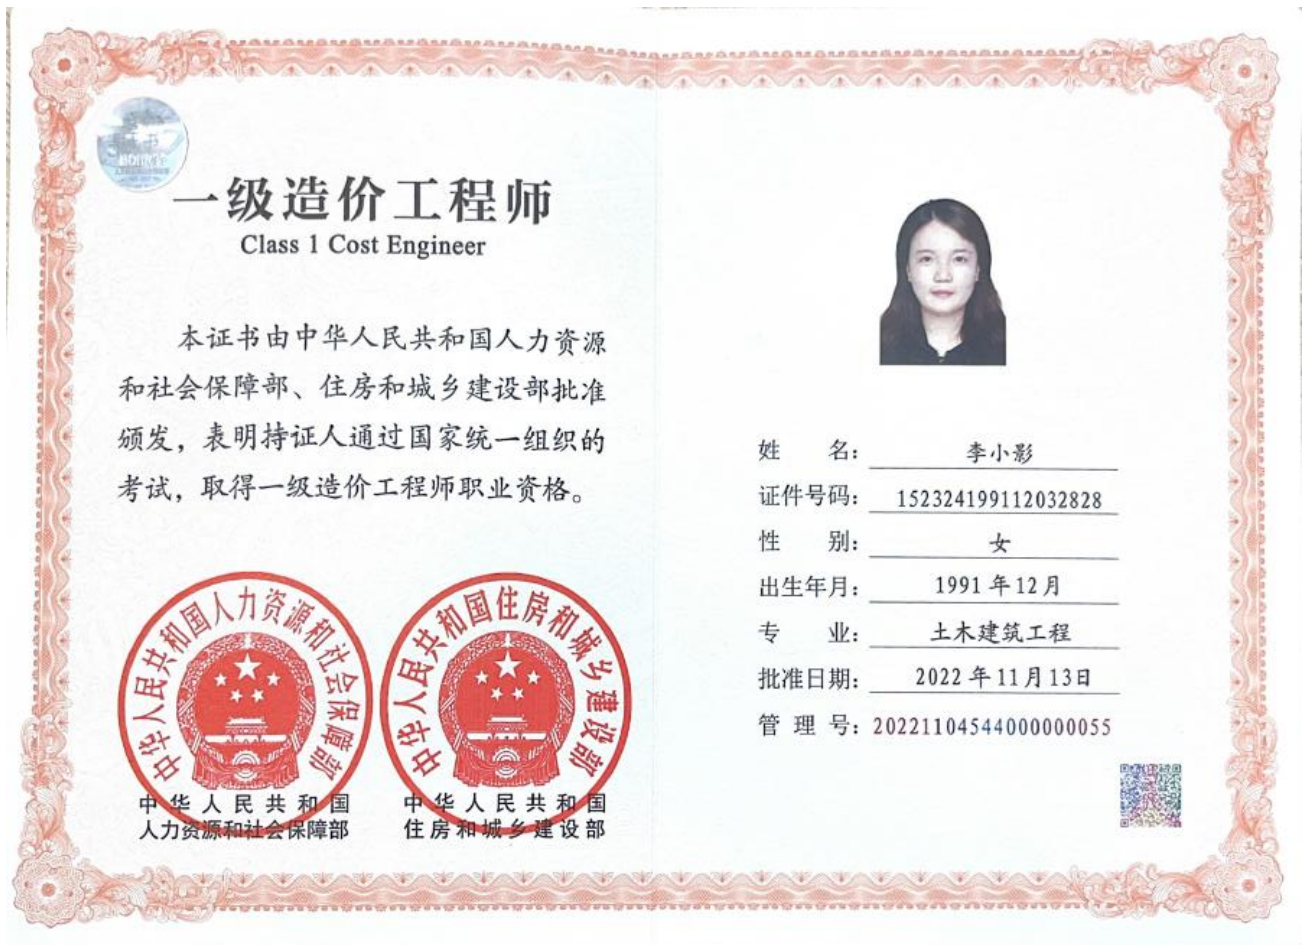 一级造价工程师
Class 1 Cost Engineer
本证书由中华人民共和国人力资源
和社会保障部、住房和城乡建设部批准
颁发，表明持证人通过国家统一组织的
考试，取得一级造价工程师职业资格。
中华人民共和国人力资源和社会保障部
中华人民共和国住房和城乡建设部
中华人民共和国
人力资源和社会保障部
中华人民共和国
住房和城乡建设部
姓名：李小影
证件号码：152324199112032828
性别：女
出生年月：1991年12月
专业：土木建筑工程
批准日期：2022年11月13日
管理号：20221104544000000055